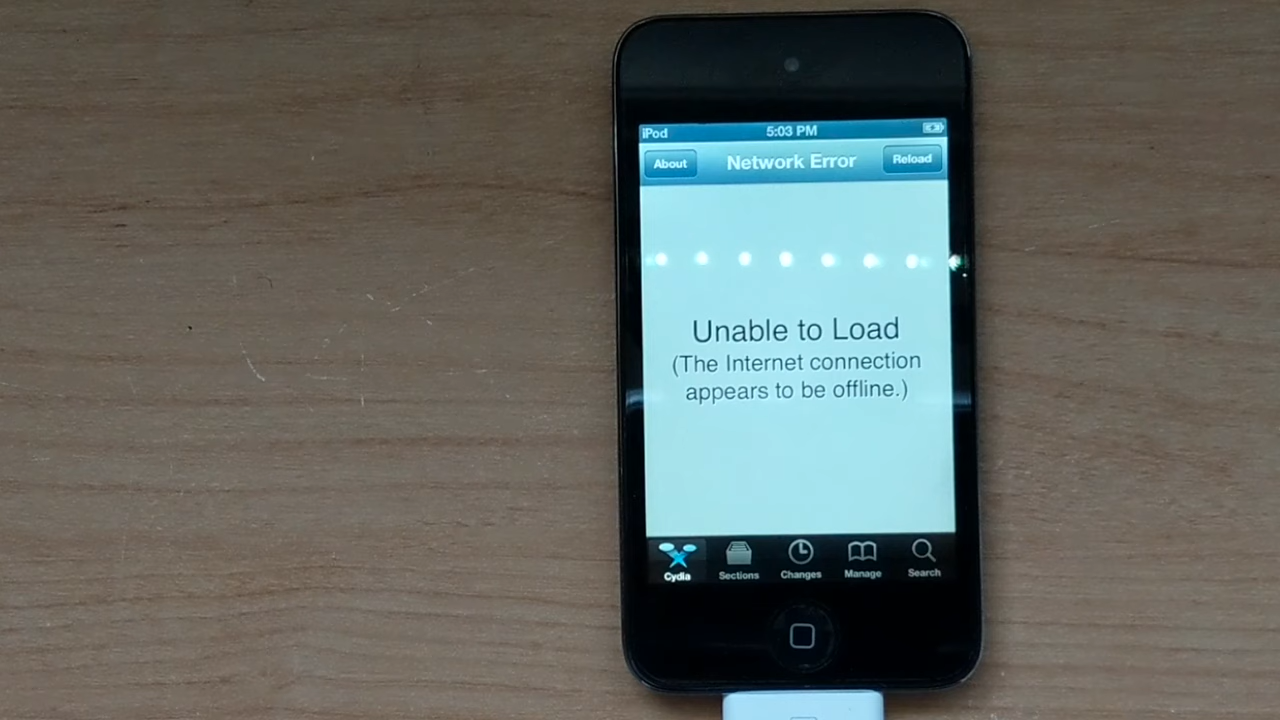 iPod 5:03 PM
About Network Error Reload
Unable to Load
(The Internet connection
appears to be offline.)
Cydia Sections Changes Manage Search